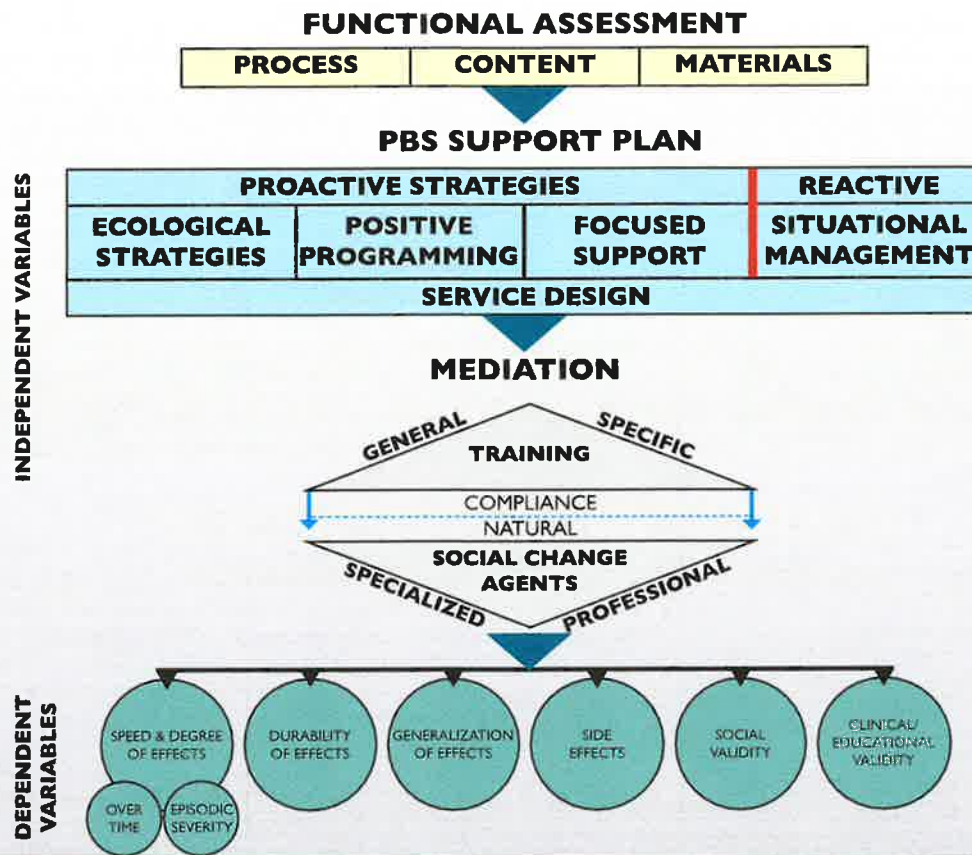 FUNCTIONAL ASSESSMENT
PROCESS CONTENT MATERIALS
PBS SUPPORT PLAN
INDEPENDENT VARIABLES
PROACTIVE STRATEGIES REACTIVE
ECOLOGICAL STRATEGIES
POSITIVE PROGRAMMING
FOCUSED SUPPORT
SITUATIONAL MANAGEMENT
SERVICE DESIGN
MEDIATION
GENERAL SPECIFIC
TRAINING
COMPLIANCE
NATURAL
SOCIAL CHANGE
AGENTS
SPECIALIZED PROFESSIONAL
DEPENDENT
VARIABLES
SPEED & DEGREE
OF EFFECTS
DURABILITY
OF EFFECTS
GENERALIZATION
OF EFFECTS
SIDE
EFFECTS
SOCIAL
VALIDITY
CLINICAL/
EDUCATIONAL
VALIDITY
OVER
TIME
EPISODIC
SEVERITY